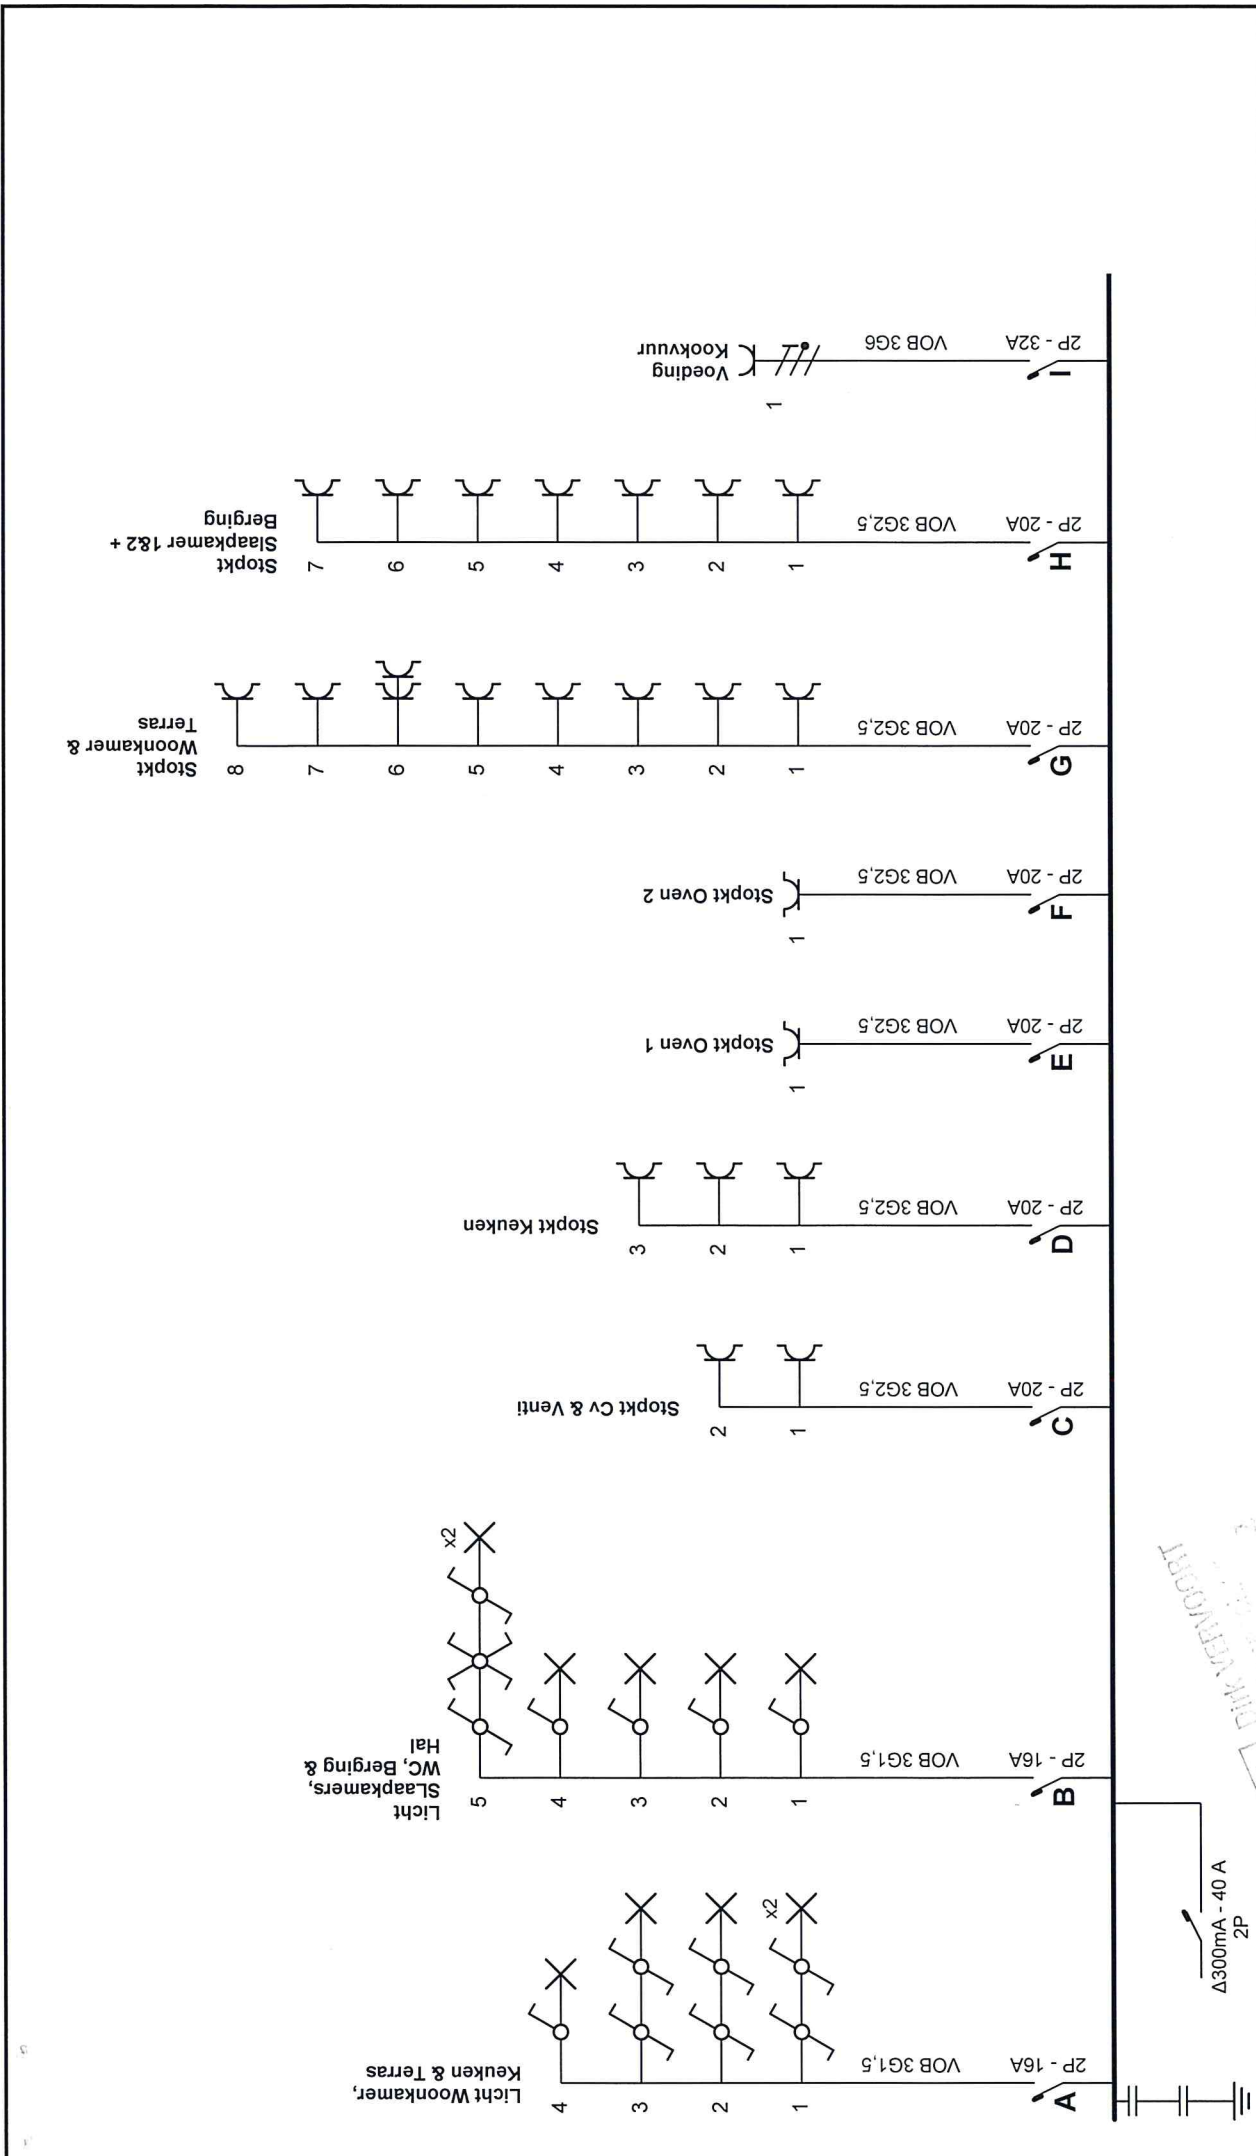 Licht Woonkamer,
Keuken & Terras
4
3
2
1
x2
VOB 3G1,5
2P - 16A
A
Licht
SLaapkamers,
WC, Berging &
Hal
x2
5
4
3
2
1
VOB 3G1,5
2P - 16A
B
Stopkt Cv & Venti
2
1
VOB 3G2,5
2P - 20A
C
Stopkt Keuken
3
2
1
VOB 3G2,5
2P - 20A
D
Stopkt Oven 1
1
VOB 3G2,5
2P - 20A
E
Stopkt Oven 2
1
VOB 3G2,5
2P - 20A
F
Stopkt
Woonkamer &
Terras
8
7
6
5
4
3
2
1
VOB 3G2,5
2P - 20A
G
Stopkt
Slaapkamer 1&2 +
Berging
7
6
5
4
3
2
1
VOB 3G2,5
2P - 20A
H
Voeding
Kookvuur
1
VOB 3G6
2P - 32A
I
Δ300mA - 40 A
2P
Dirk VERVOORT